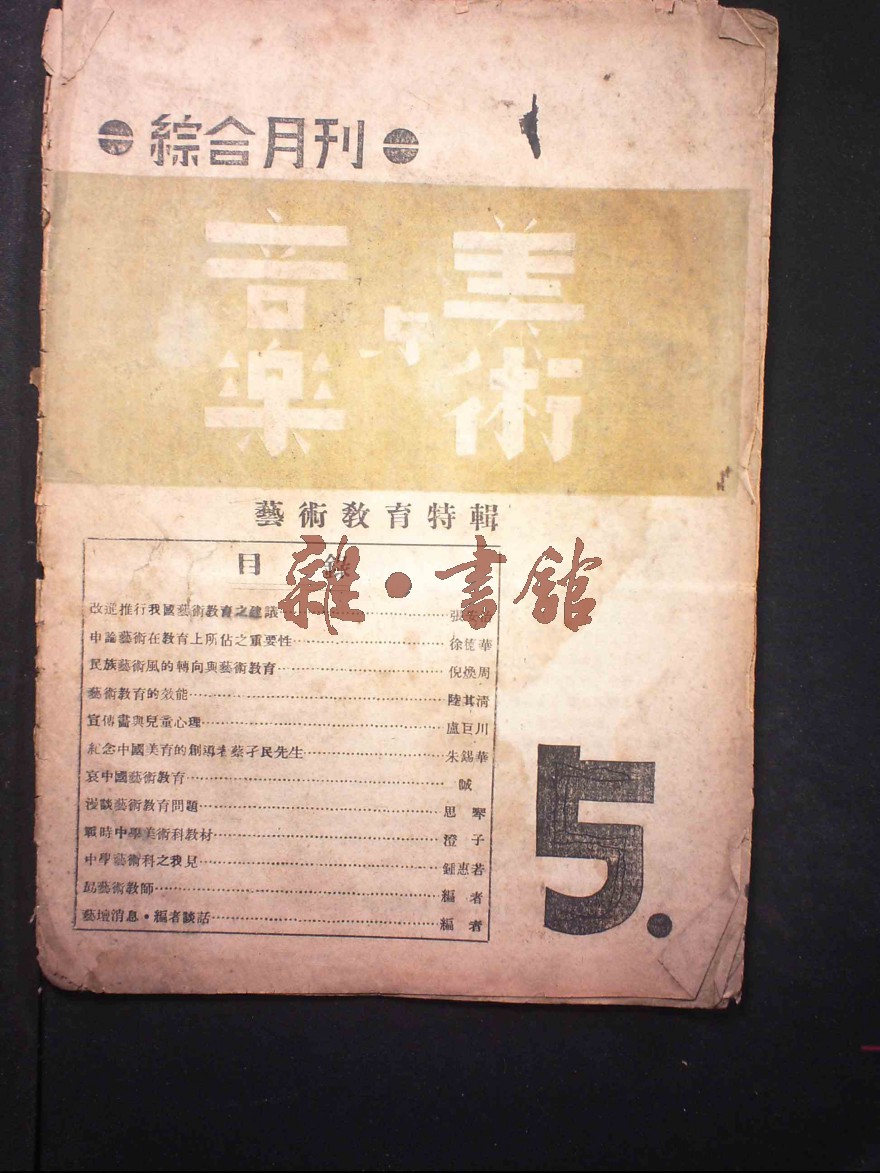 綜合月刊
音樂
与
美術
藝術教育特輯
目錄
改進推行我國藝術教育之建議 張安治
申論藝術在教育上所佔之重要性 徐德華
民族藝術風的轉向與藝術教育 倪煥周
藝術教育的效能 陸其清
宣傳畫與兒童心理 盧巨川
紀念中國美育的創導者蔡孑民先生 朱錫華
哀中國藝術教育
漫談藝術教育問題 思琴
戰時中學美術科教材 澄子
中學藝術科之我見 鍾惠若
藝術教師 編者
藝壇消息・編者談話 編者
5.
雜・書館